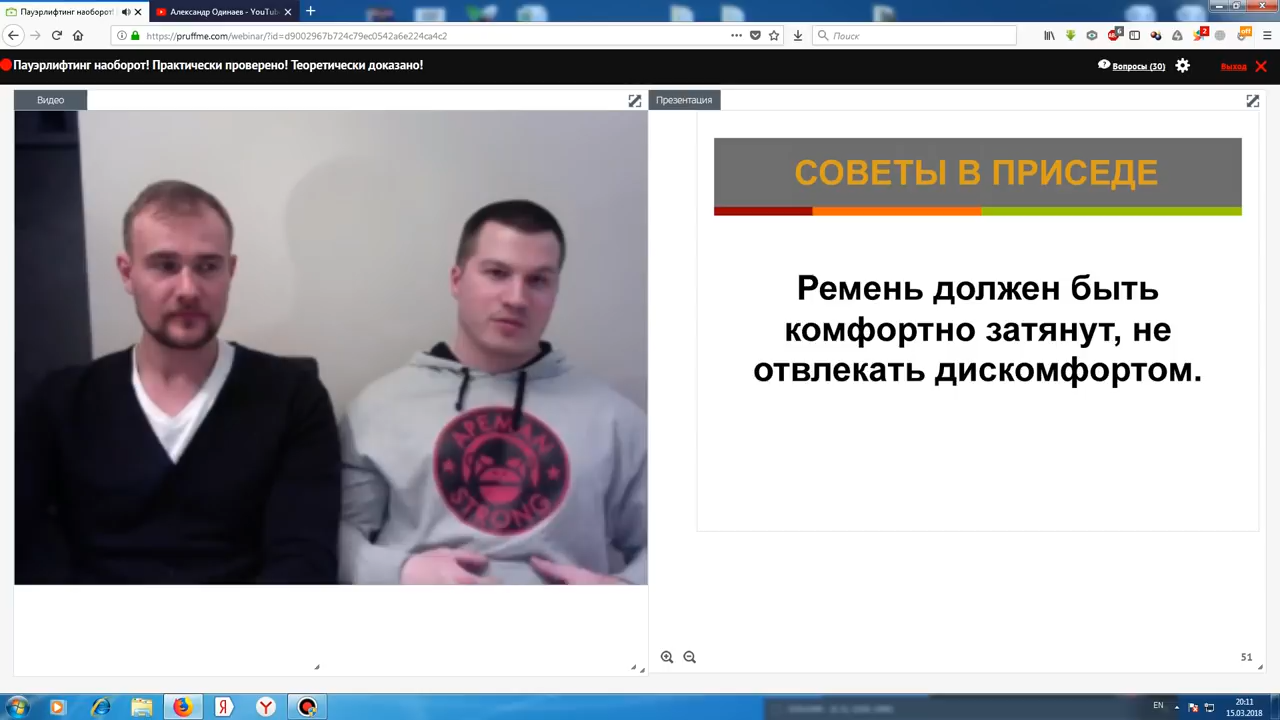 Пауэрлифтинг наоборот!
Александр Одинаев - YouTub
https://pruffme.com/webinar/?id=d9002967b724c79ec0542a6e224ca4c2
Поиск
Пауэрлифтинг наоборот! Практически проверено! Теоретически доказано!
Вопросы (30)
Выход
Видео
Презентация
СОВЕТЫ В ПРИСЕДЕ
Ремень должен быть
комфортно затянут, не
отвлекать дискомфортом.
APEMAN
STRONG
51
EN
20:11
15.03.2018